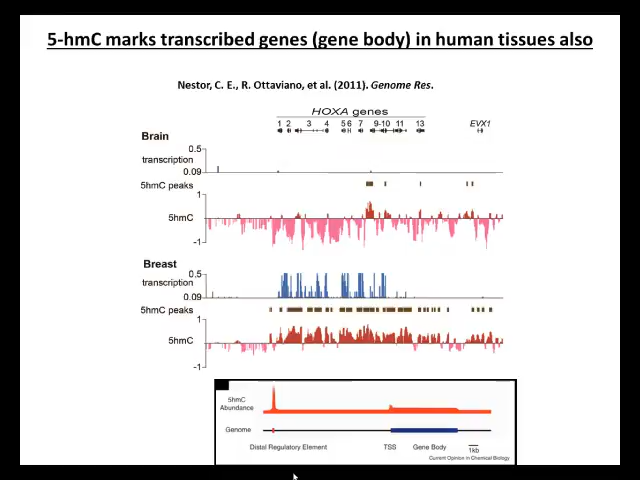 5-hmC marks transcribed genes (gene body) in human tissues also
Nestor, C. E., R. Ottaviano, et al. (2011). Genome Res.
HOXA genes
1 2 3 4 5 6 7 9-10 11 13 EVX1
Brain
0.5
transcription
0.09
5hmC peaks
1
5hmC
-1
Breast
0.5
transcription
0.09
5hmC peaks
1
5hmC
-1
5hmC
Abundance
Genome
Distal Regulatory Element TSS Gene Body 1kb
Current Opinion in Chemical Biology